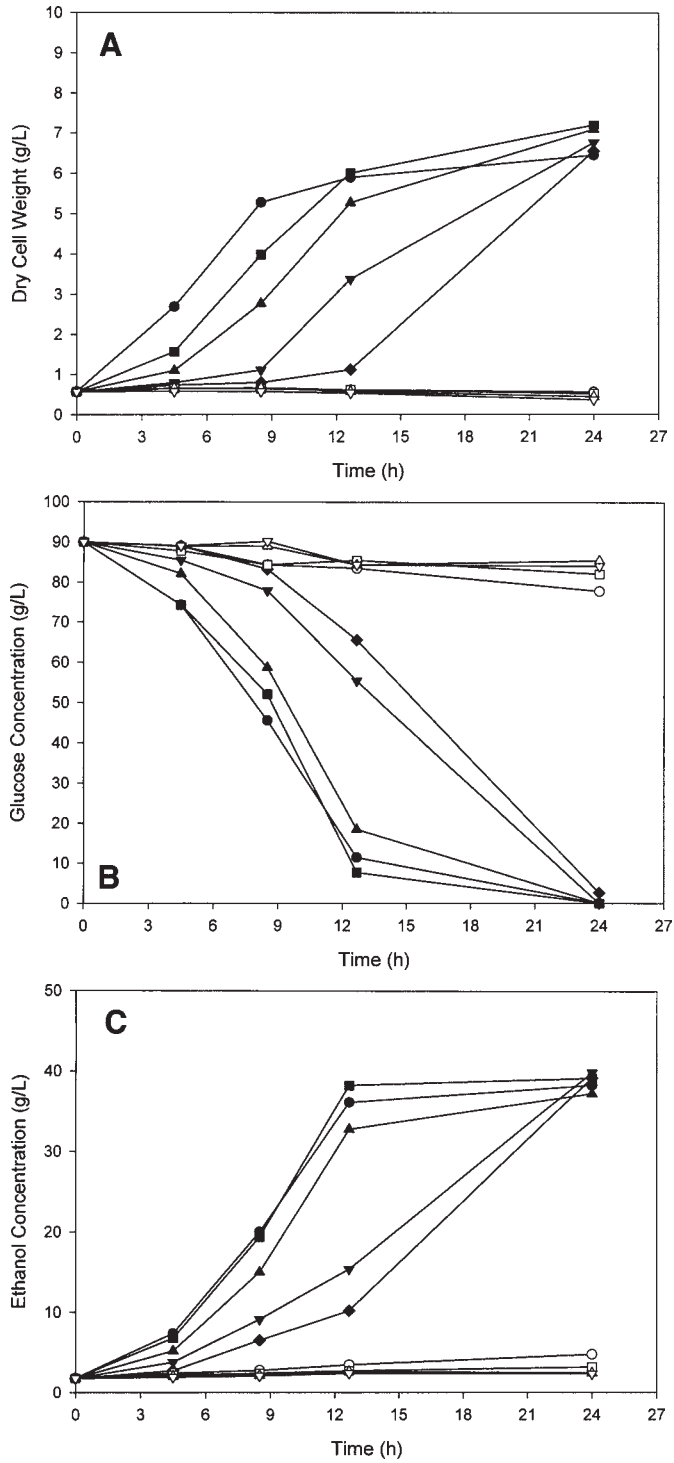 A
Dry Cell Weight (g/L)
10
9
8
7
6
5
4
3
2
1
0
0 3 6 9 12 15 18 21 24 27
Time (h)
B
Glucose Concentration (g/L)
100
90
80
70
60
50
40
30
20
10
0
0 3 6 9 12 15 18 21 24 27
Time (h)
C
Ethanol Concentration (g/L)
50
40
30
20
10
0
0 3 6 9 12 15 18 21 24 27
Time (h)